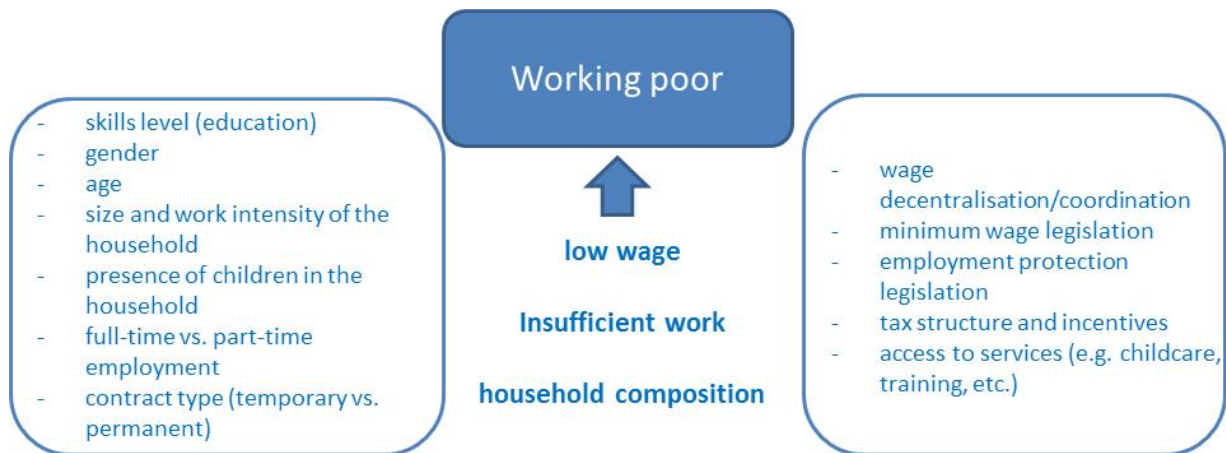 Working poor
- skills level (education)
- gender
- age
- size and work intensity of the
household
- presence of children in the
household
- full-time vs. part-time
employment
- contract type (temporary vs.
permanent)
low wage
Insufficient work
household composition
- wage
decentralisation/coordination
- minimum wage legislation
- employment protection
legislation
- tax structure and incentives
- access to services (e.g. childcare,
training, etc.)